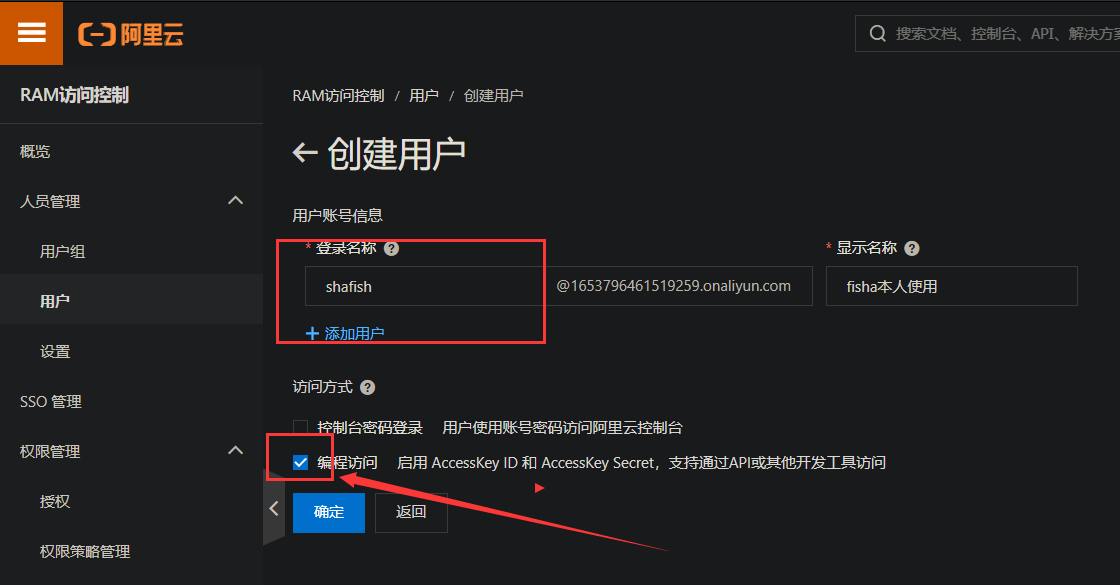 阿里云
搜索文档、控制台、API、解决方
RAM访问控制
RAM访问控制 / 用户 / 创建用户
概览
创建用户
人员管理
用户账号信息
用户组
* 登录名称 ?
* 显示名称 ?
shafish
@1653796461519259.onaliyun.com
fisha本人使用
用户
添加用户
设置
访问方式 ?
SSO 管理
控制台密码登录 用户使用账号密码访问阿里云控制台
权限管理
编程访问 启用 AccessKey ID 和 AccessKey Secret，支持通过API或其他开发工具访问
授权
确定
返回
权限策略管理